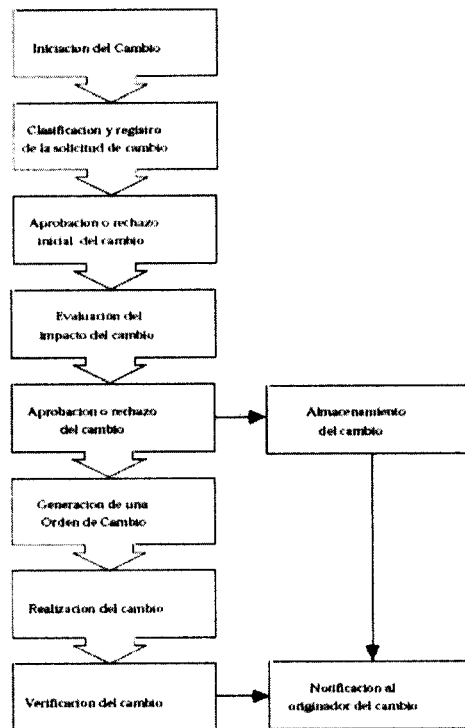 Iniciacion del Cambio
Clasificacion y registro
de la solicitud de cambio
Aprobacion o rechazo
inicial del cambio
Evaluacion del
impacto del cambio
Aprobacion o rechazo
del cambio
Almacenamiento
del cambio
Generacion de una
Orden de Cambio
Realizacion del cambio
Verificacion del cambio
Notificacion al
originador del cambio